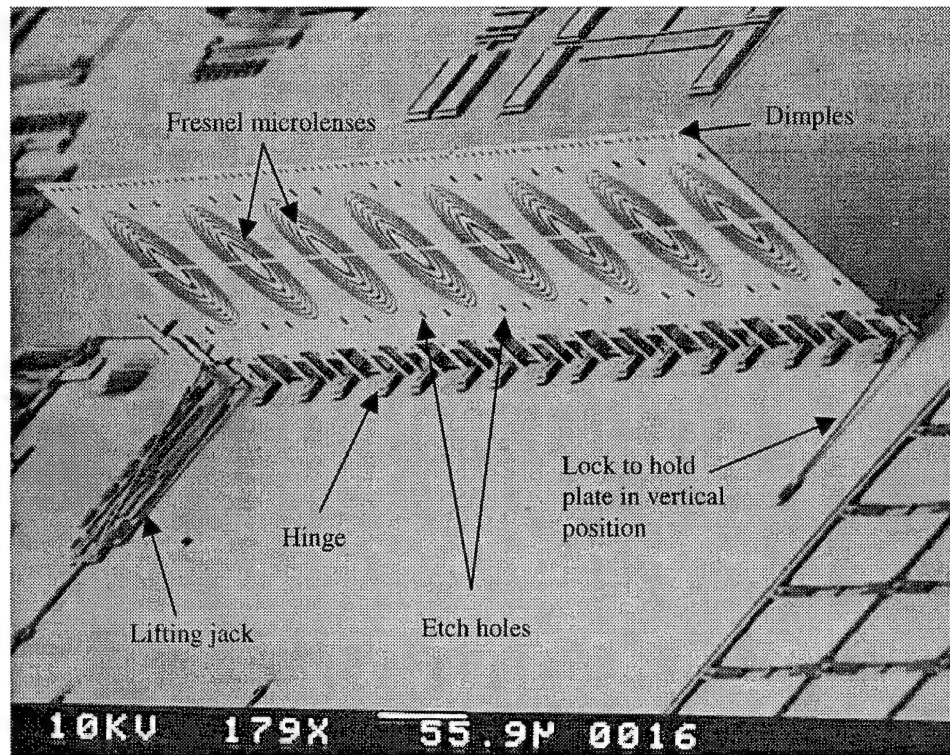 Fresnel microlenses
Dimples
Lock to hold
plate in vertical
position
Hinge
Etch holes
Lifting jack
10KV 179X 55.9µ 0016